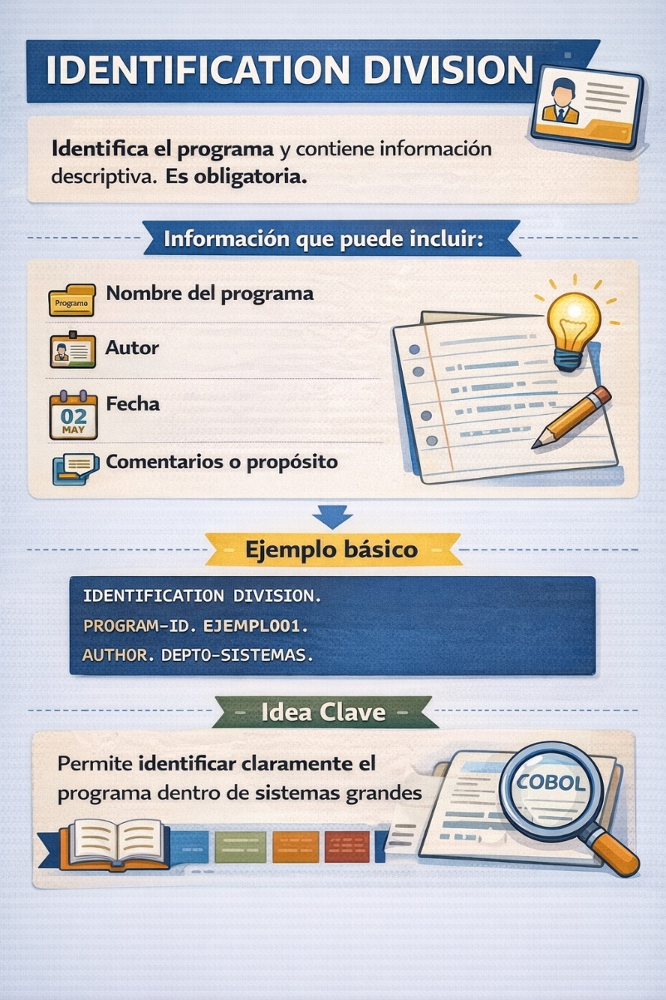 IDENTIFICATION DIVISION
Identifica el programa y contiene información
descriptiva. Es obligatoria.
Información que puede incluir:
Programa
Nombre del programa
Autor
02
MAY
Fecha
Comentarios o propósito
Ejemplo básico
IDENTIFICATION DIVISION.
PROGRAM-ID. EJEMPLO01.
AUTHOR. DEPTO-SISTEMAS.
Idea Clave
Permite identificar claramente el
programa dentro de sistemas grandes
COBOL